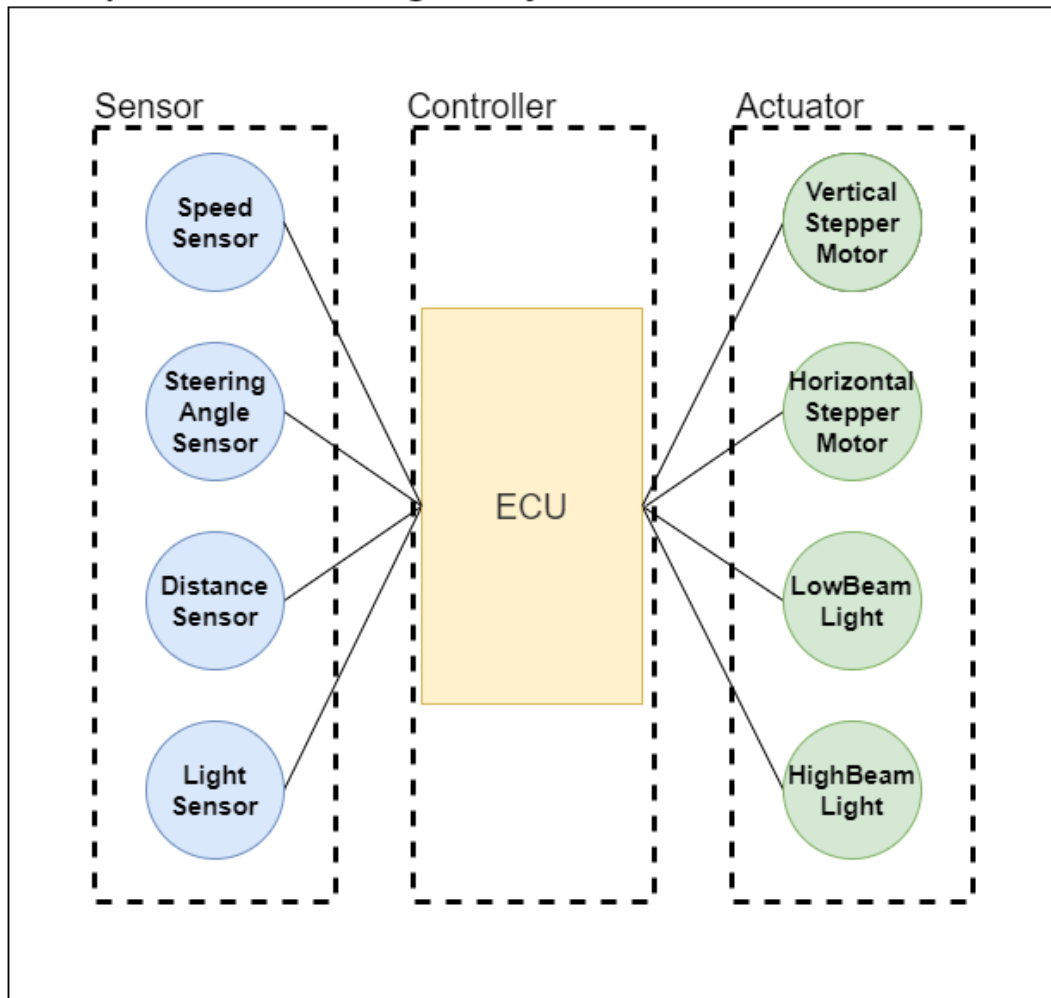 Sensor
Controller
Actuator
Speed
Sensor
Steering
Angle
Sensor
Distance
Sensor
Light
Sensor
ECU
Vertical
Stepper
Motor
Horizontal
Stepper
Motor
LowBeam
Light
HighBeam
Light